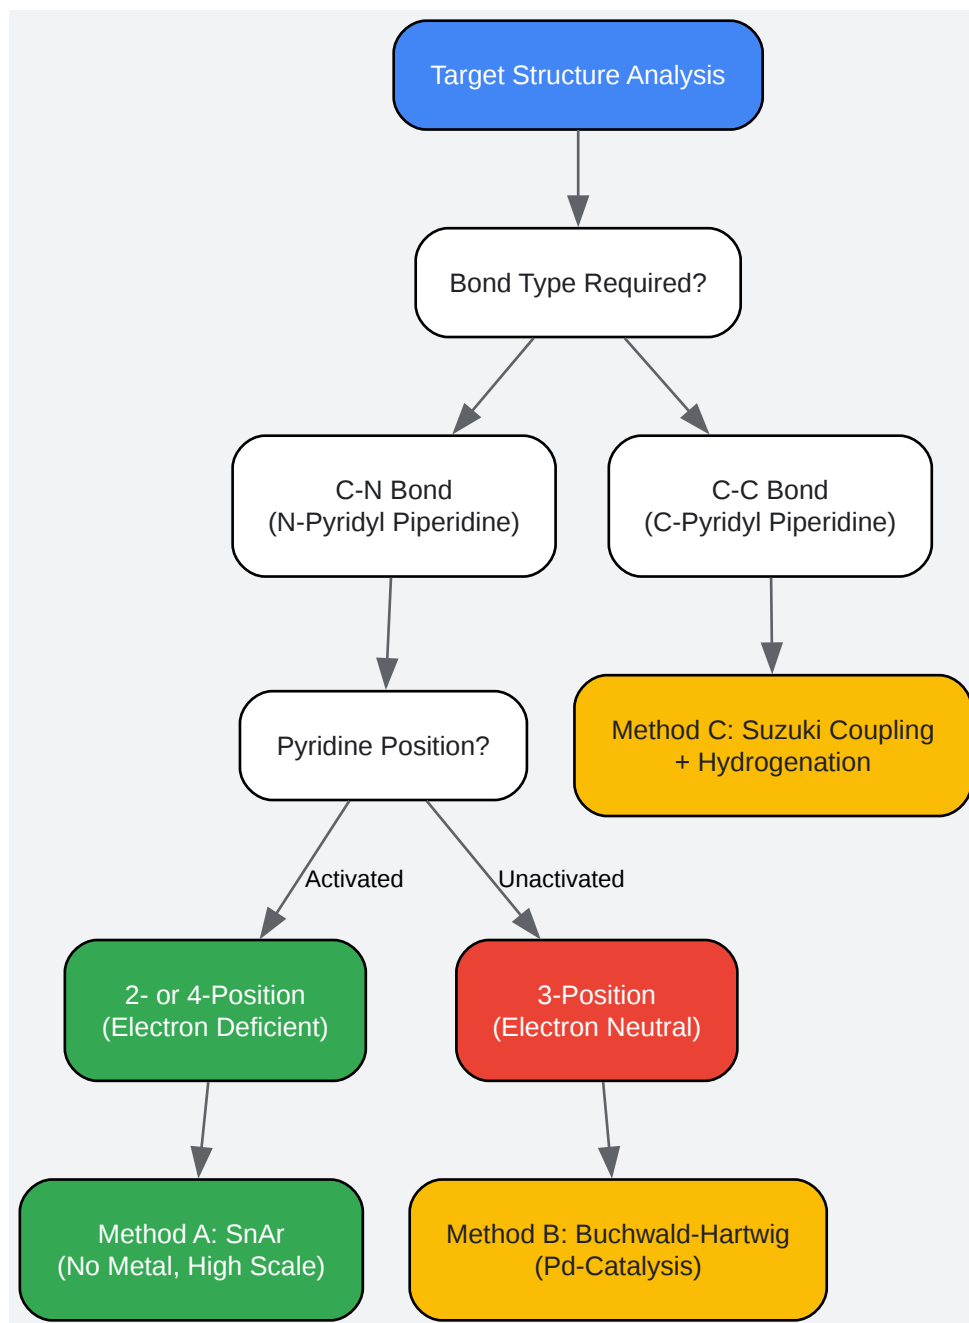 Target Structure Analysis
Bond Type Required?
C-N Bond
(N-Pyridyl Piperidine)
C-C Bond
(C-Pyridyl Piperidine)
Pyridine Position?
Method C: Suzuki Coupling
+ Hydrogenation
Activated
Unactivated
2- or 4-Position
(Electron Deficient)
3-Position
(Electron Neutral)
Method A: SnAr
(No Metal, High Scale)
Method B: Buchwald-Hartwig
(Pd-Catalysis)